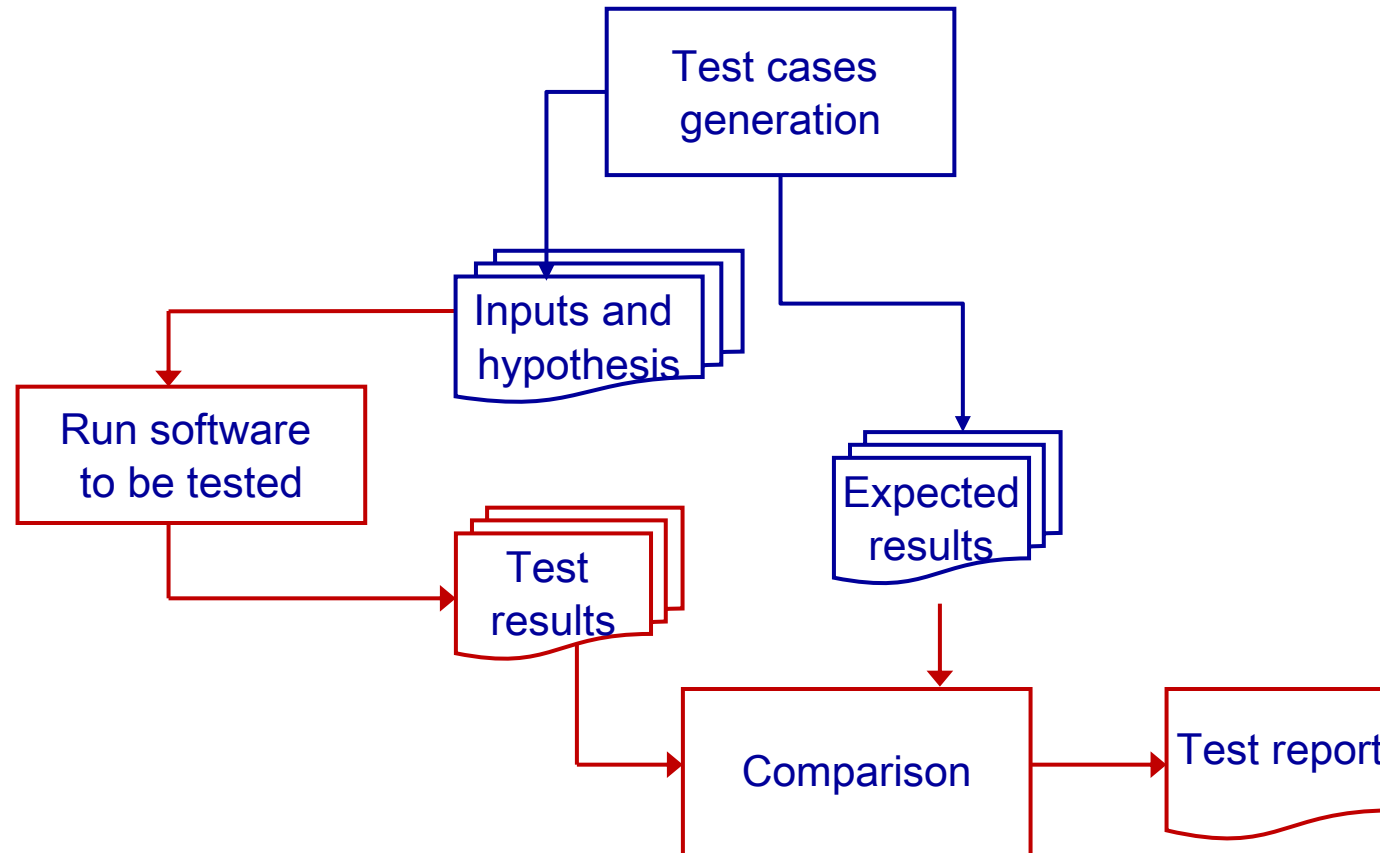 Test cases
generation
Inputs and
hypothesis
Run software
to be tested
Expected
results
Test
results
Comparison
Test report